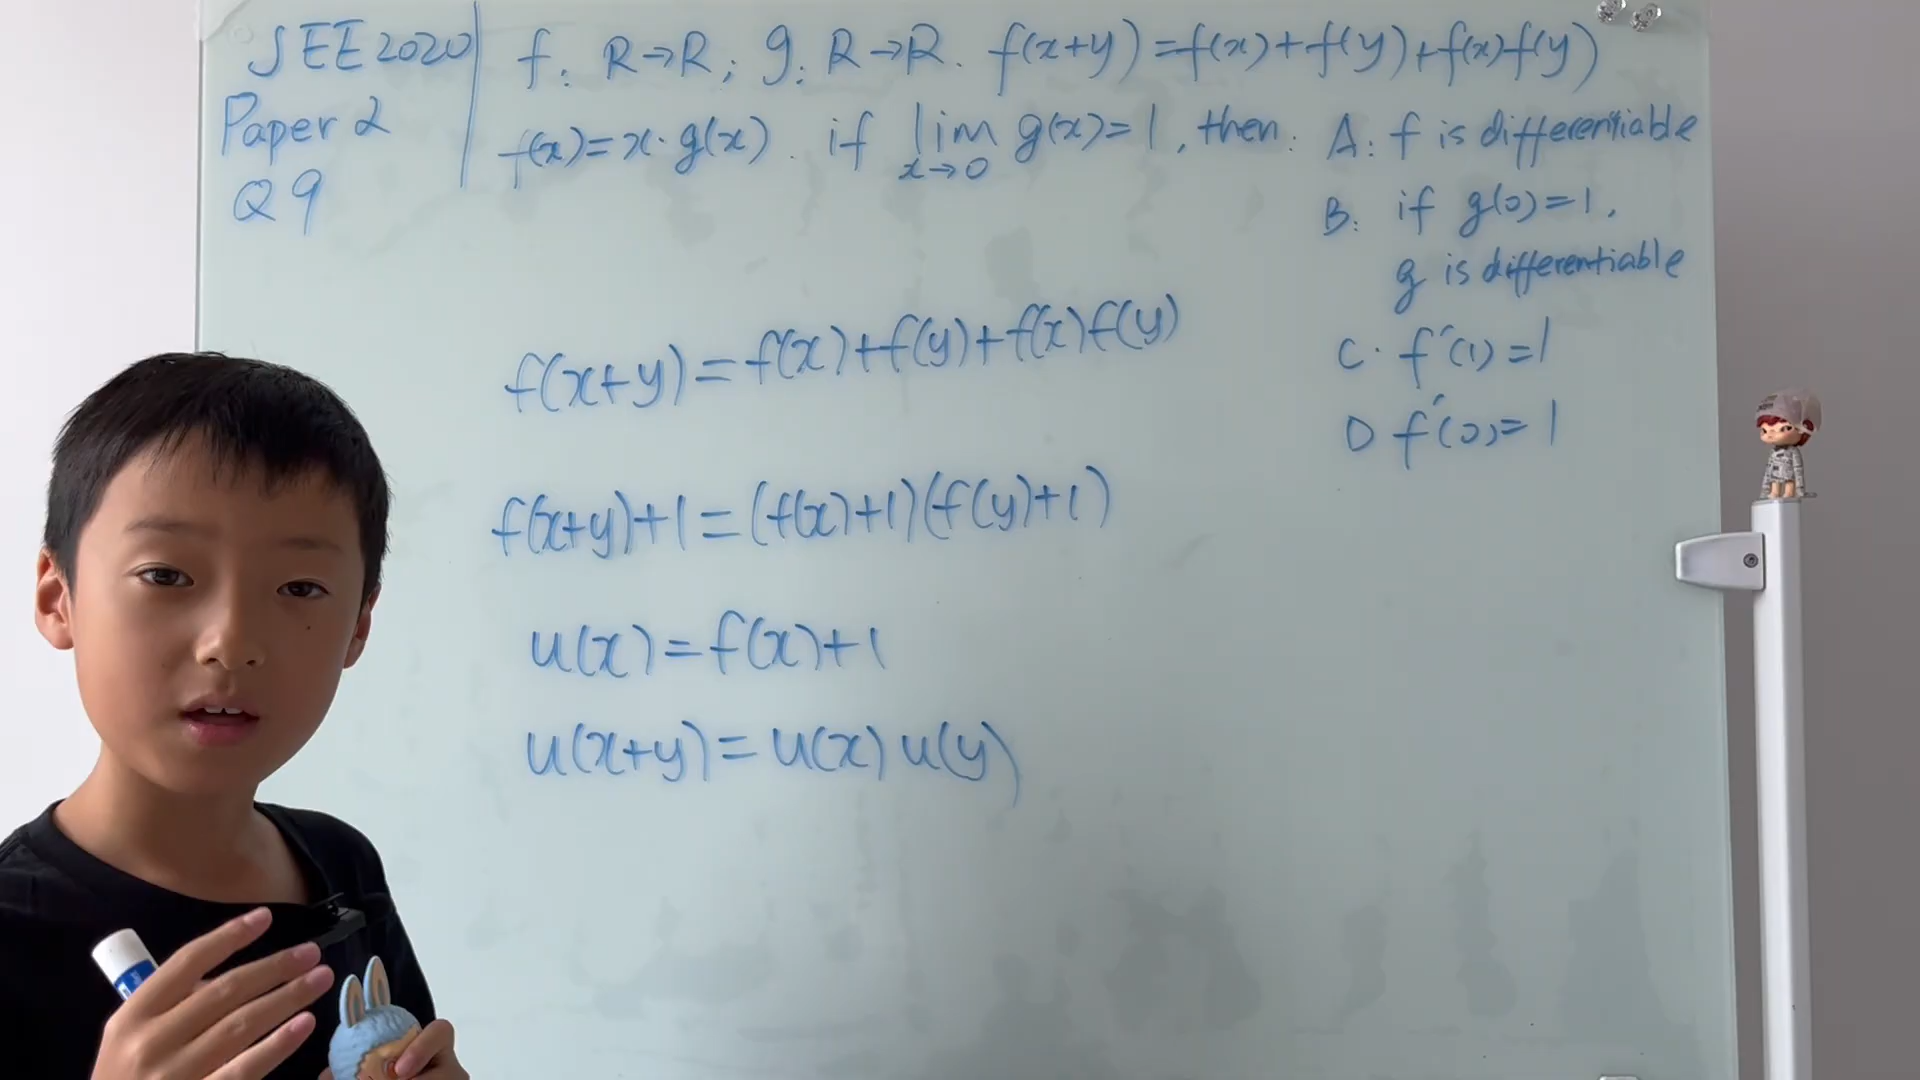 JEE 2020
Paper 2
Q9
f: R→R; g: R→R. f(x+y)=f(x)+f(y)+f(x)f(y)
f(x)=x·g(x). if lim x→0 g(x)=1, then:
A: f is differentiable
B: if g(0)=1,
g is differentiable
C. f'(1)=1
D f'(0)=1
f(x+y)=f(x)+f(y)+f(x)f(y)
f(x+y)+1=(f(x)+1)(f(y)+1)
u(x)=f(x)+1
u(x+y)=u(x)u(y)